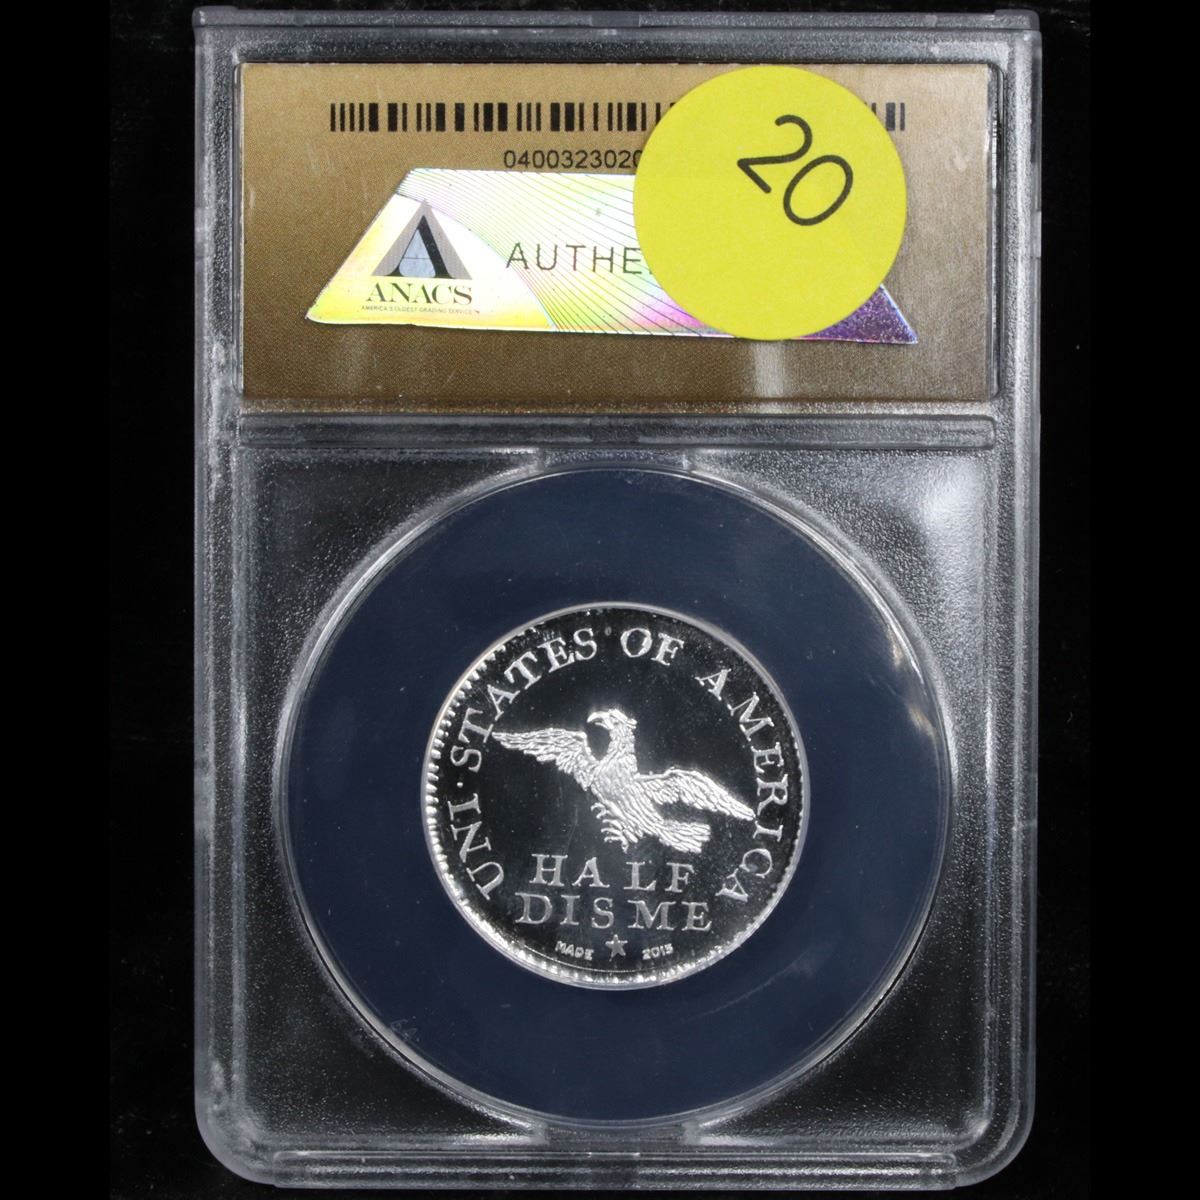 20
0400323020
AUTHE
ANACS
AMERICA'S OLDEST GRADING SERVICE
UNI·STATES OF AMERICA
HALF
DISME
MADE ★ 2015